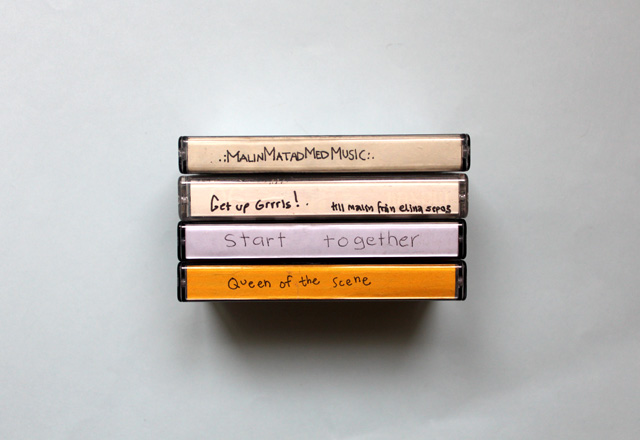 .:MALINMATADMEDMUSIC:.
Get up Grrrls! till malin från elina sepas
Start together
Queen of the scene